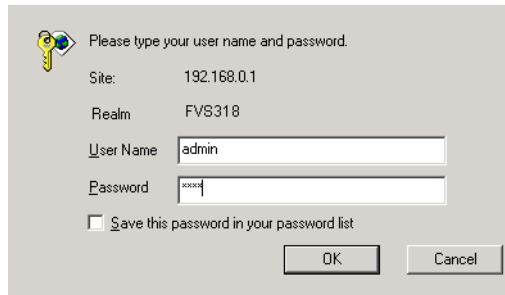 Please type your user name and password.
Site: 192.168.0.1
Realm FVS318
User Name admin
Password xxxx
Save this password in your password list
OK Cancel